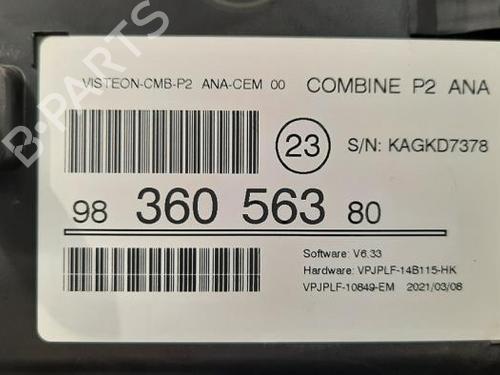 VISTEON-CMB-P2 ANA-CEM 00 COMBINE P2 ANA
23 S/N: KAGKD7378
98 360 563 80
Software: V6.33
Hardware: VPJPLF-14B115-HK
VPJPLF-10849-EM 2021/03/08
B-PARTS